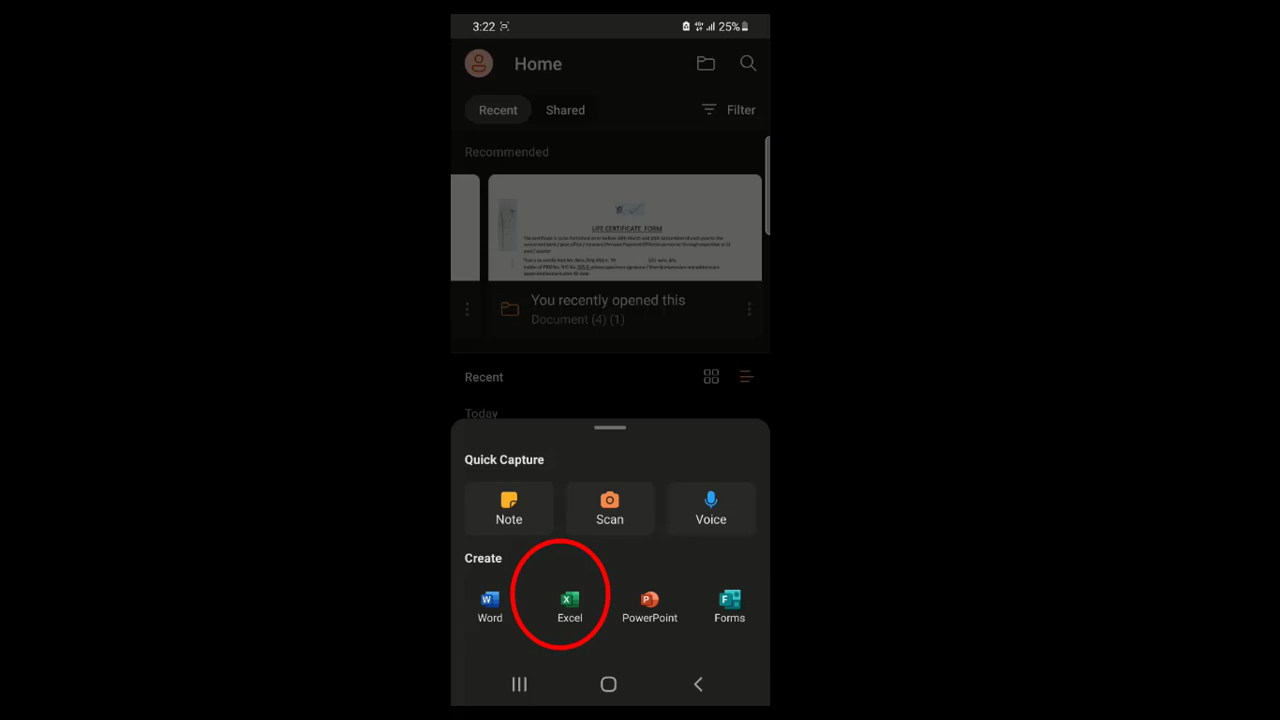 3:22 25%
Home
Recent Shared Filter
Recommended
LIFE CERTIFICATE FORM
You recently opened this
Document (4) (1)
Recent
Today
Quick Capture
Note Scan Voice
Create
Word Excel PowerPoint Forms